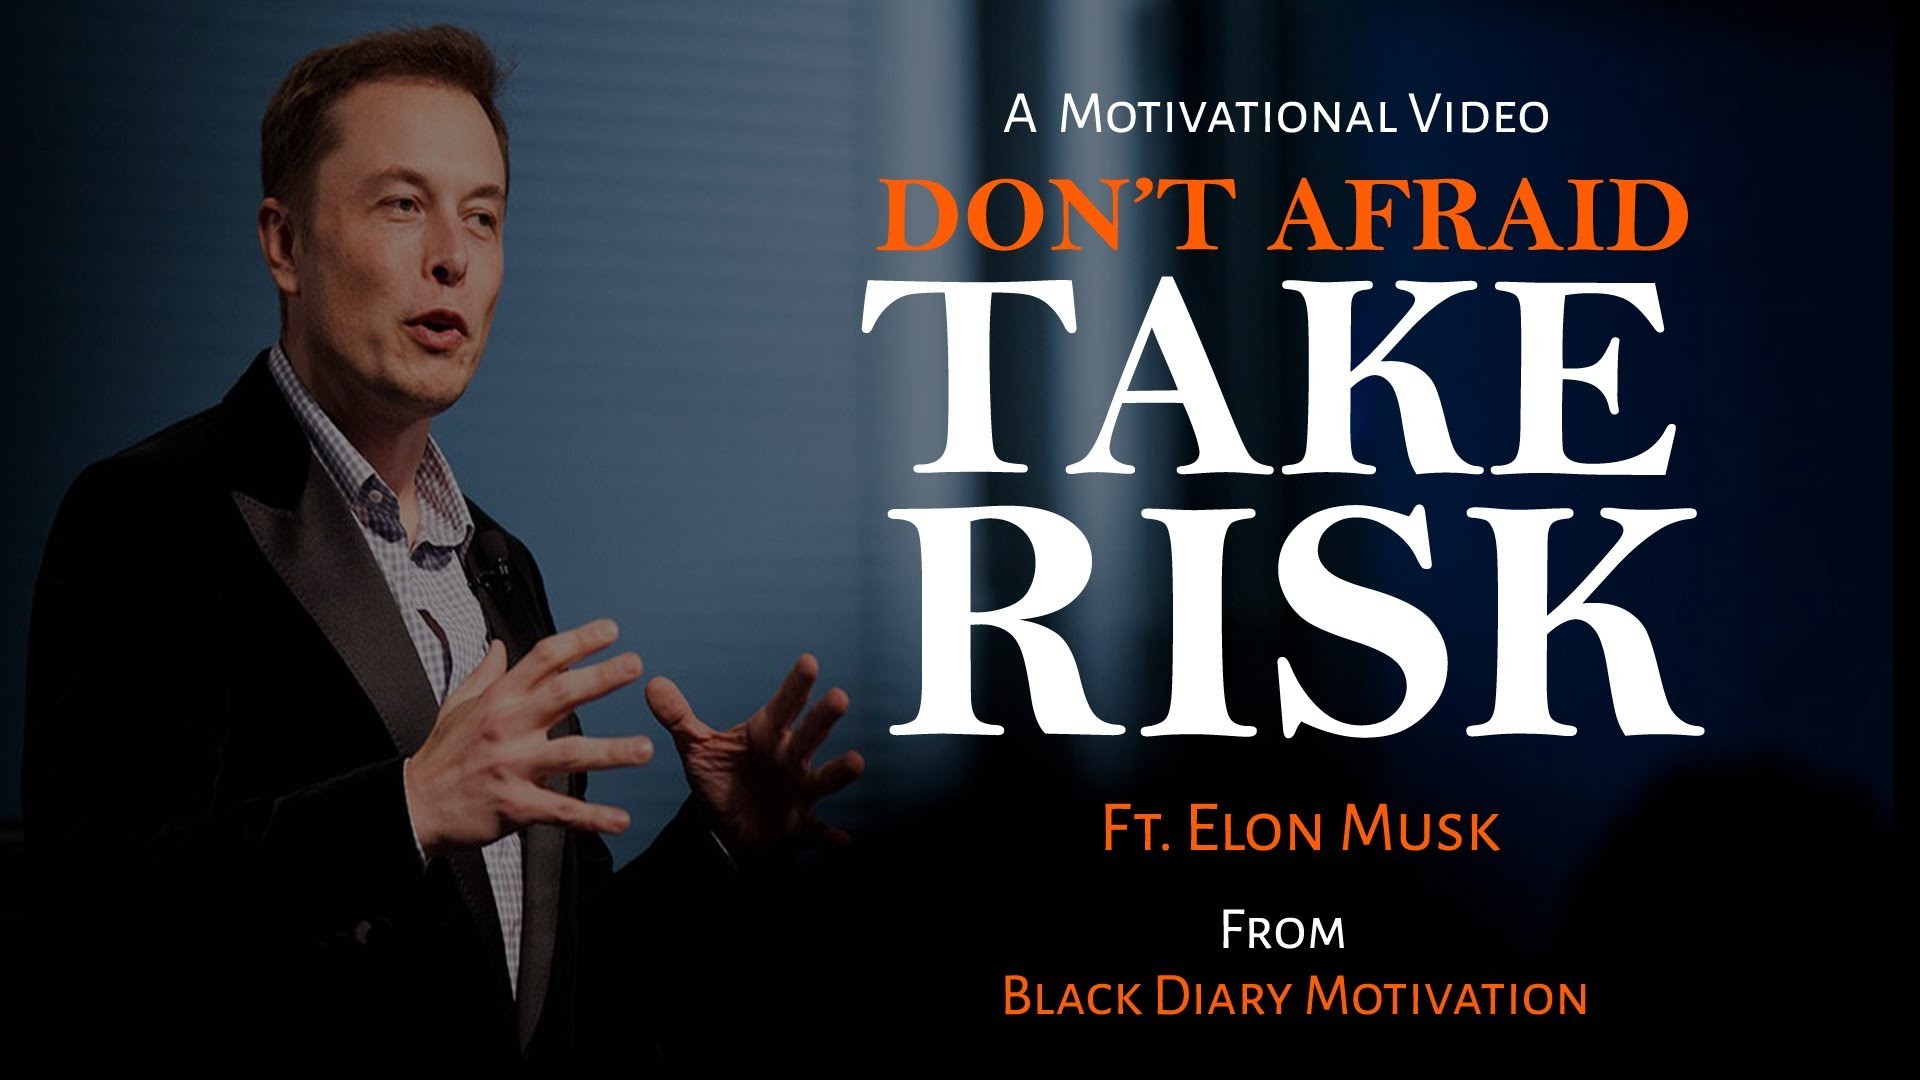 A Motivational Video
DON'T AFRAID
TAKE
RISK
Ft. Elon Musk
From
Black Diary Motivation